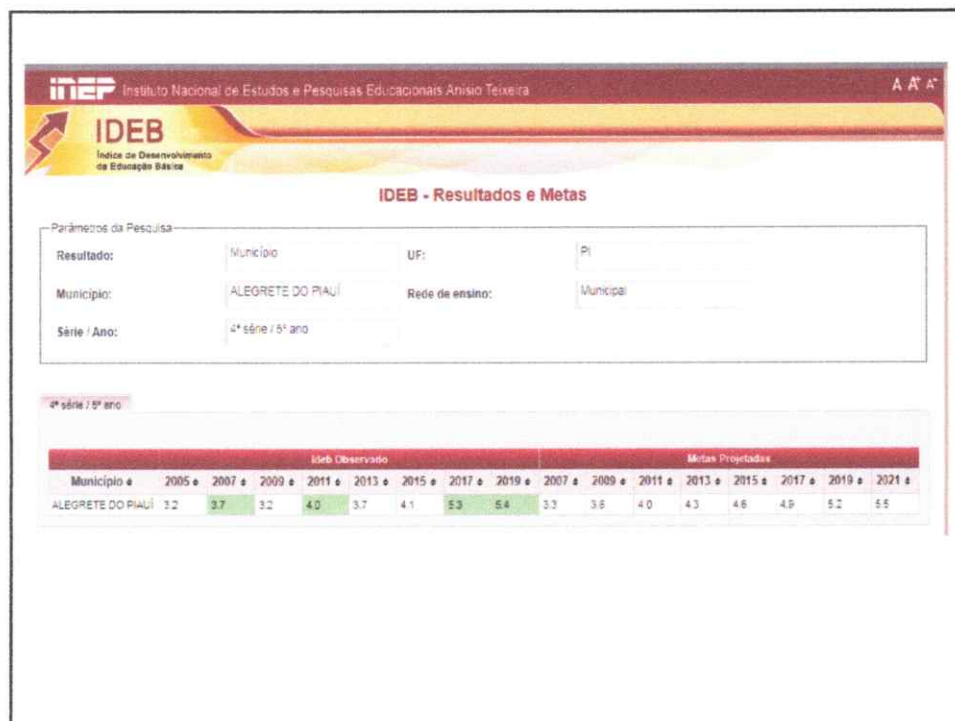 inep Instituto Nacional de Estudos e Pesquisas Educacionais Anísio Teixeira A A+ A-
IDEB
Índice de Desenvolvimento
da Educação Básica
IDEB - Resultados e Metas
Parâmetros da Pesquisa
Resultado: Município UF: PI
Município: ALEGRETE DO PIAUÍ Rede de ensino: Municipal
Série / Ano: 4ª série / 5º ano
4ª série / 5º ano
Ideb Observado Metas Projetadas
Município 2005 2007 2009 2011 2013 2015 2017 2019 2007 2009 2011 2013 2015 2017 2019 2021
ALEGRETE DO PIAUÍ 3.2 3.7 3.2 4.0 3.7 4.1 5.3 5.4 3.3 3.6 4.0 4.3 4.6 4.9 5.2 5.5